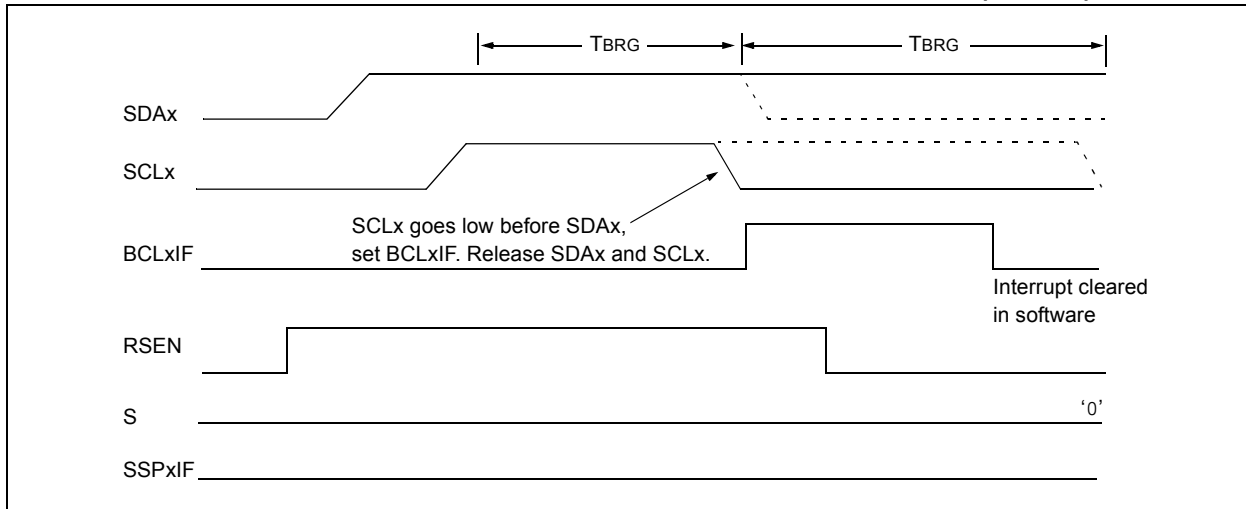 TBRG
TBRG
SDAx
SCLx
SCLx goes low before SDAx,
set BCLxIF. Release SDAx and SCLx.
BCLxIF
Interrupt cleared
in software
RSEN
S
'0'
SSPxIF